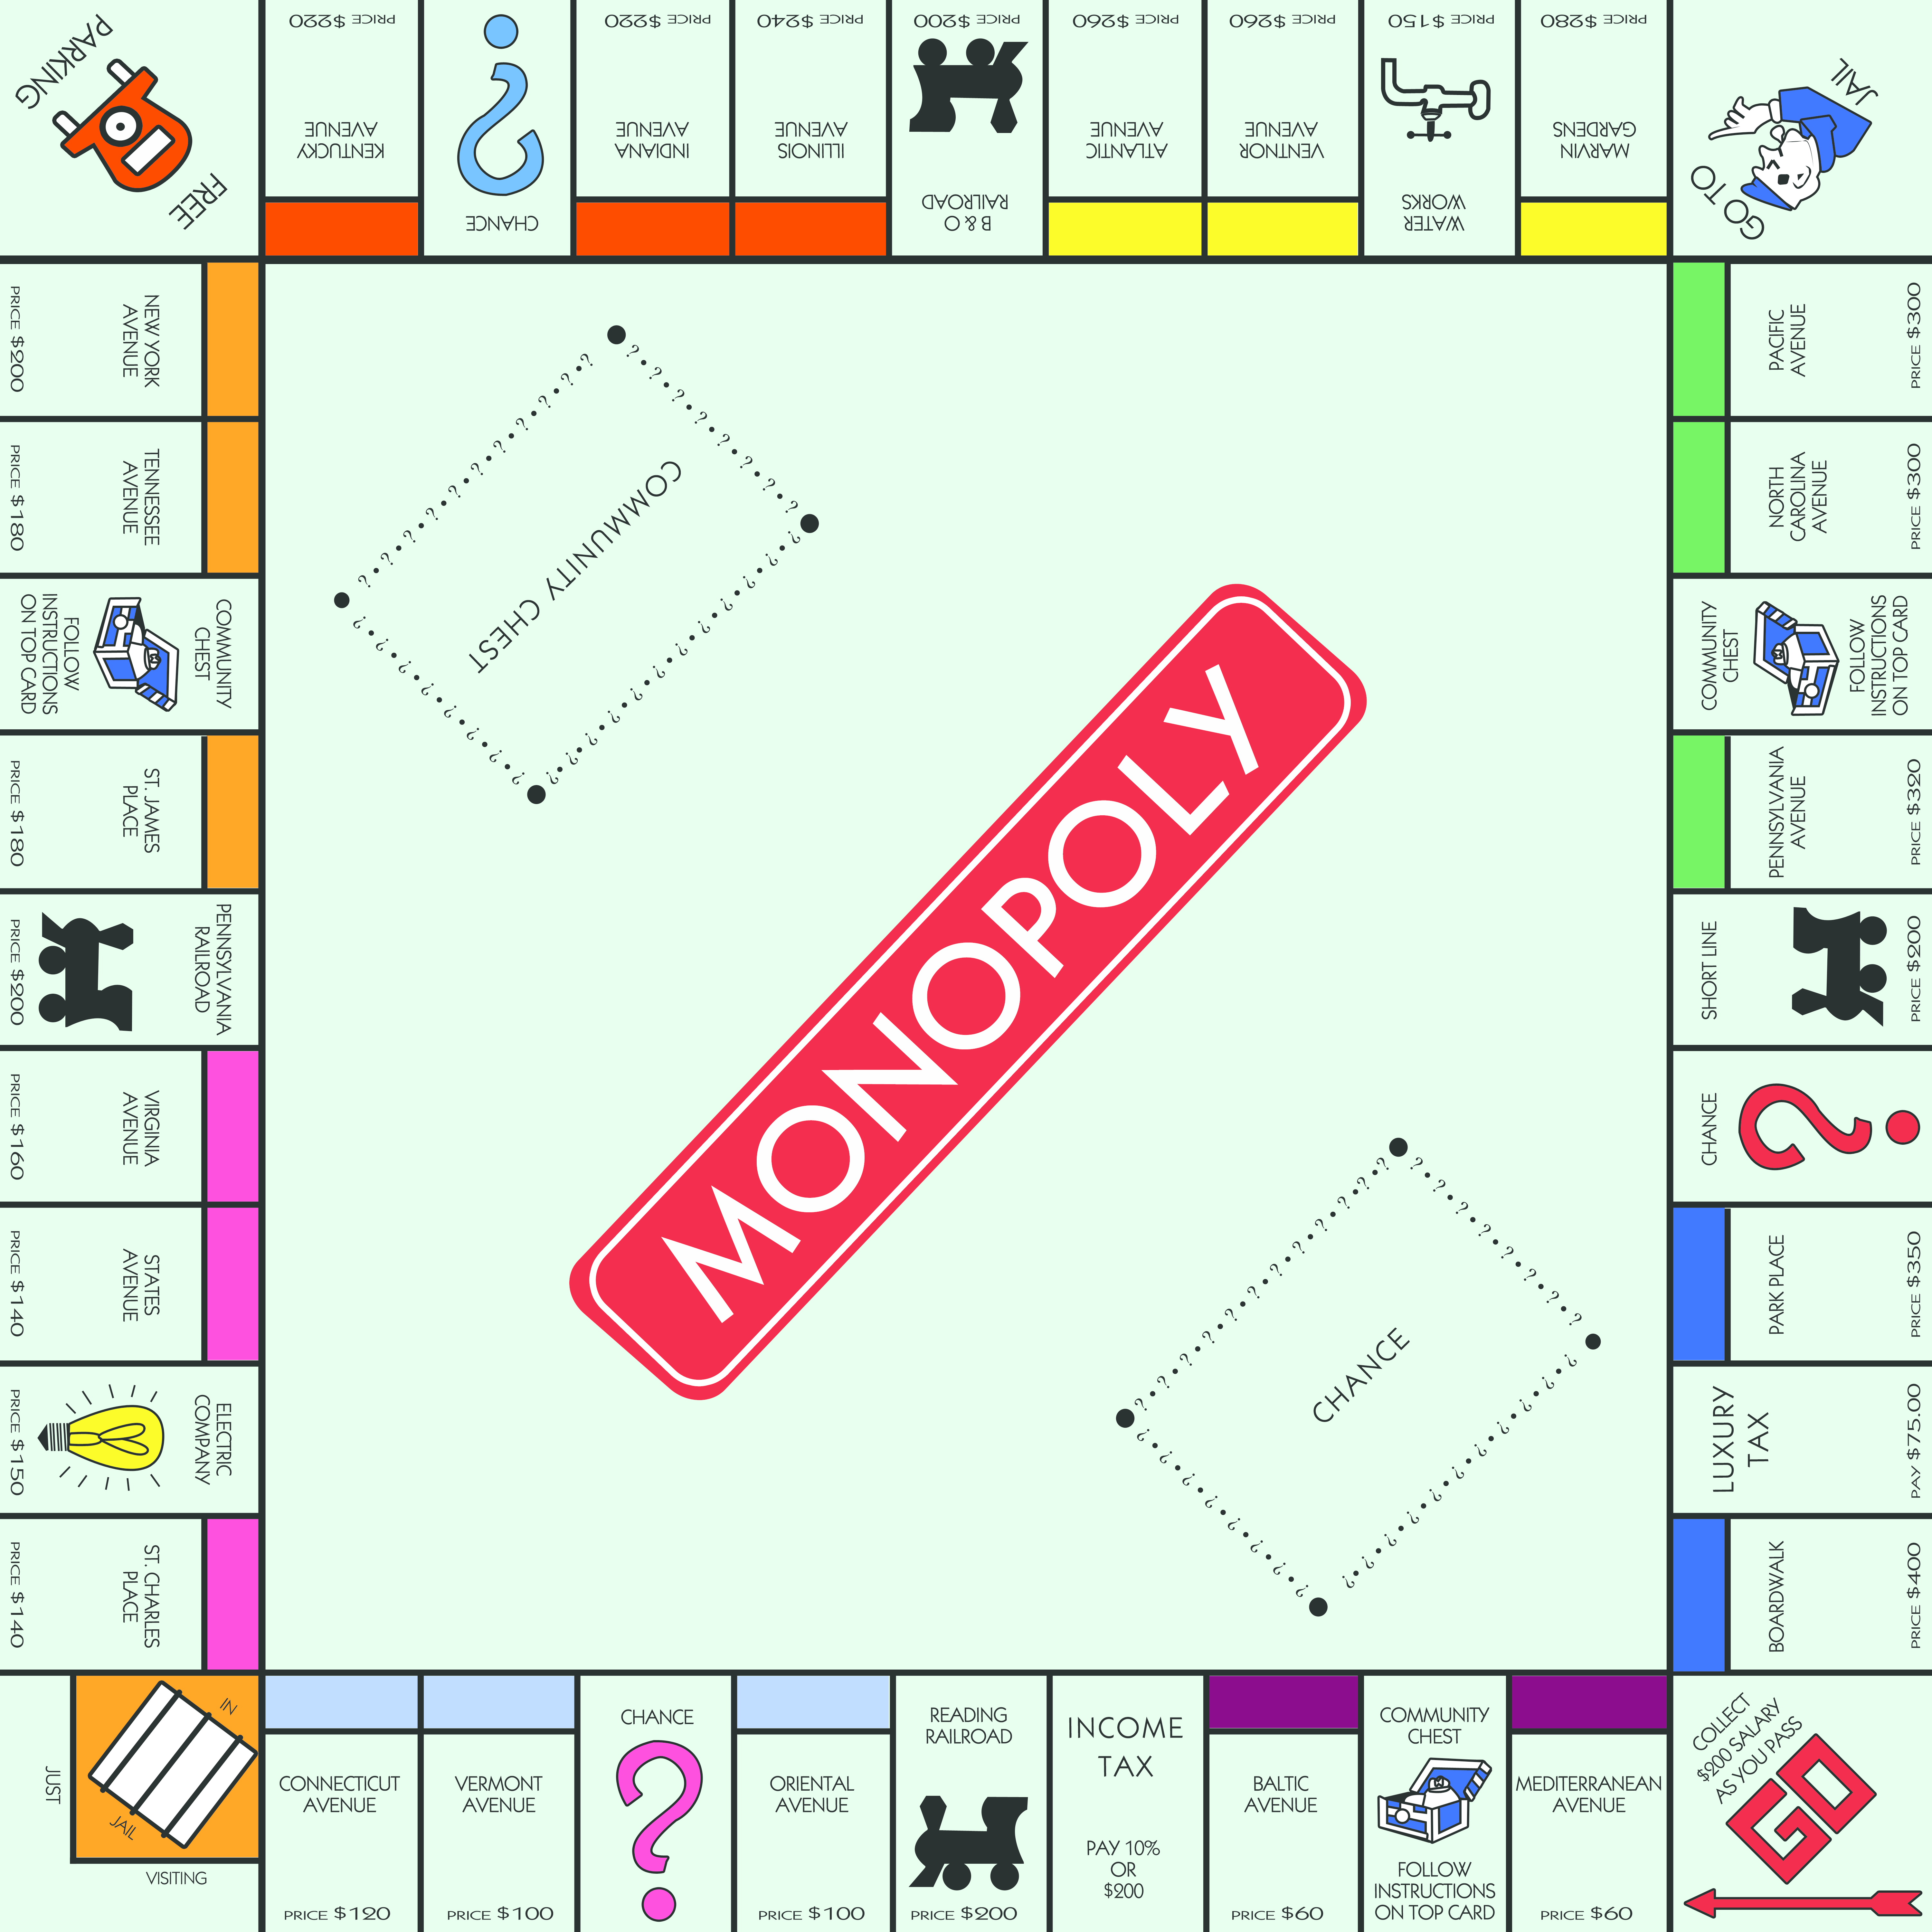 FREE
PARKING
KENTUCKY
AVENUE
PRICE $220
CHANCE
INDIANA
AVENUE
PRICE $220
ILLINOIS
AVENUE
PRICE $240
B & O
RAILROAD
PRICE $200
ATLANTIC
AVENUE
PRICE $260
VENTNOR
AVENUE
PRICE $260
WATER
WORKS
PRICE $150
MARVIN
GARDENS
PRICE $280
GO TO
JAIL
PACIFIC
AVENUE
PRICE $300
NORTH
CAROLINA
AVENUE
PRICE $300
COMMUNITY
CHEST
FOLLOW
INSTRUCTIONS
ON TOP CARD
PENNSYLVANIA
AVENUE
PRICE $320
SHORT LINE
PRICE $200
CHANCE
PARK PLACE
PRICE $350
LUXURY
TAX
PAY $75.00
BOARDWALK
PRICE $400
COLLECT
$200 SALARY
AS YOU PASS
GO
MEDITERRANEAN
AVENUE
PRICE $60
COMMUNITY
CHEST
FOLLOW
INSTRUCTIONS
ON TOP CARD
BALTIC
AVENUE
PRICE $60
INCOME
TAX
PAY 10%
OR
$200
READING
RAILROAD
PRICE $200
ORIENTAL
AVENUE
PRICE $100
CHANCE
VERMONT
AVENUE
PRICE $100
CONNECTICUT
AVENUE
PRICE $120
IN
JAIL
JUST
VISITING
ST. CHARLES
PLACE
PRICE $140
ELECTRIC
COMPANY
PRICE $150
STATES
AVENUE
PRICE $140
VIRGINIA
AVENUE
PRICE $160
PENNSYLVANIA
RAILROAD
PRICE $200
ST. JAMES
PLACE
PRICE $180
COMMUNITY
CHEST
FOLLOW
INSTRUCTIONS
ON TOP CARD
TENNESSEE
AVENUE
PRICE $180
NEW YORK
AVENUE
PRICE $200
COMMUNITY CHEST
MONOPOLY
CHANCE